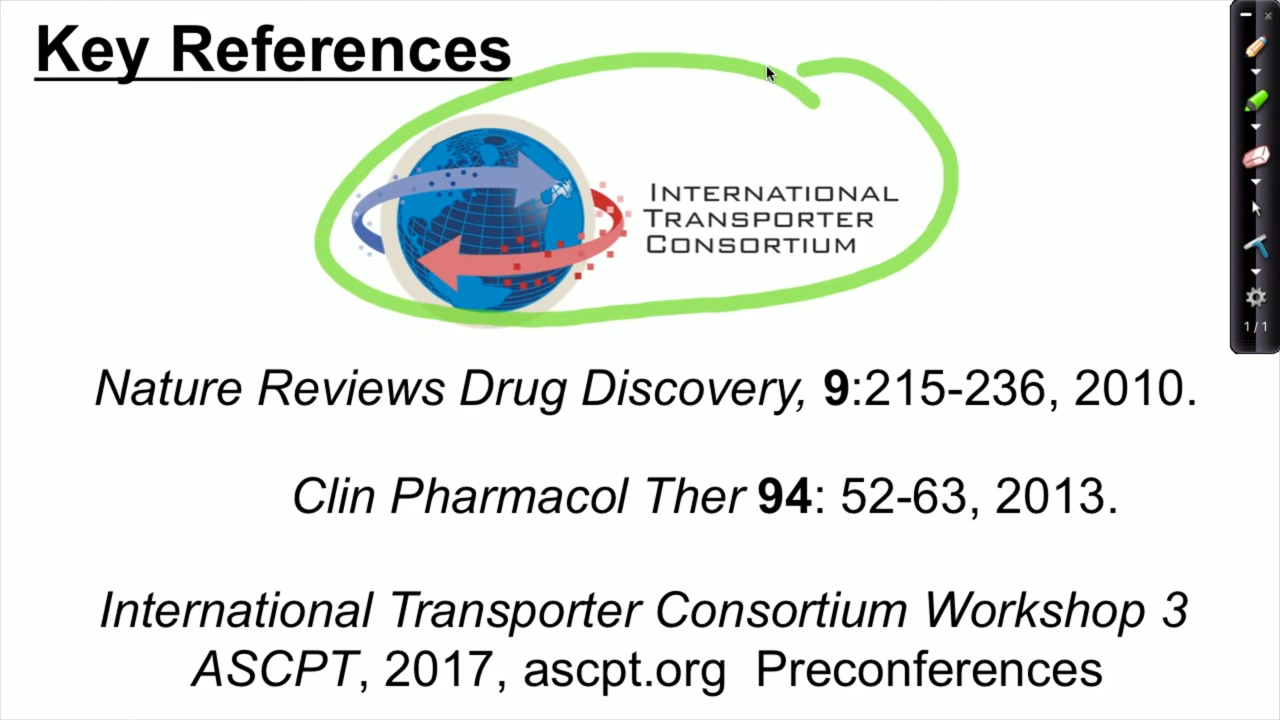 Key References
INTERNATIONAL
TRANSPORTER
CONSORTIUM
Nature Reviews Drug Discovery, 9:215-236, 2010.
Clin Pharmacol Ther 94: 52-63, 2013.
International Transporter Consortium Workshop 3
ASCPT, 2017, ascpt.org Preconferences
1/1